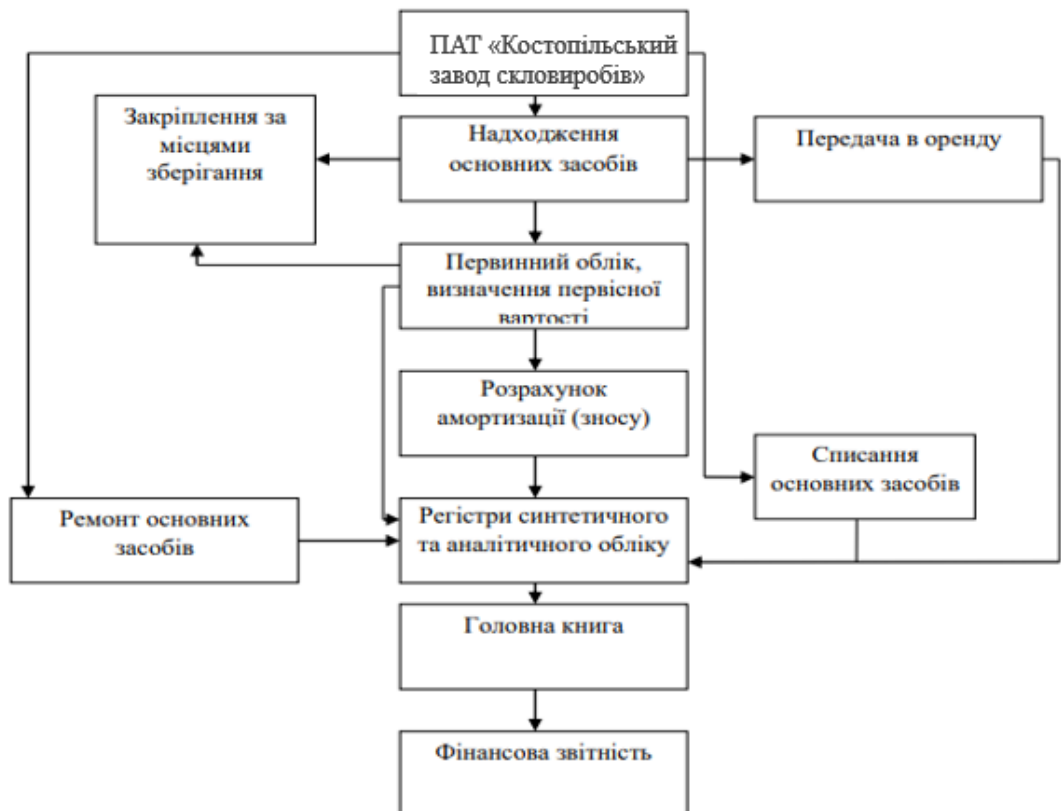 ПАТ «Костопільський
завод скловиробів»
Закріплення за
місцями
зберігання
Надходження
основних засобів
Передача в оренду
Первинний облік,
визначення первісної
вартості
Розрахунок
амортизації (зносу)
Списання
основних засобів
Ремонт основних
засобів
Регістри синтетичного
та аналітичного обліку
Головна книга
Фінансова звітність